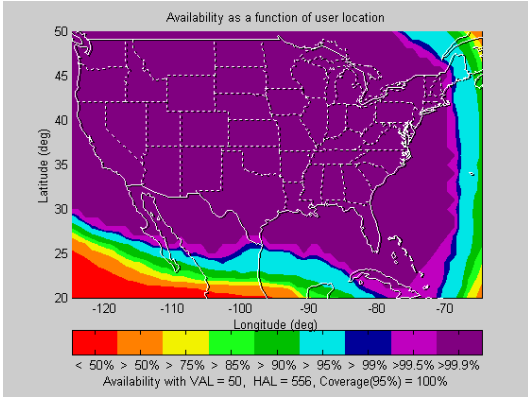 Availability as a function of user location
50
45
40
35
30
25
20
Latitude (deg)
-120 -110 -100 -90 -80 -70
Longitude (deg)
< 50% > 50% > 75% > 85% > 90% > 95% > 99% >99.5% >99.9%
Availability with VAL = 50, HAL = 556, Coverage(95%) = 100%